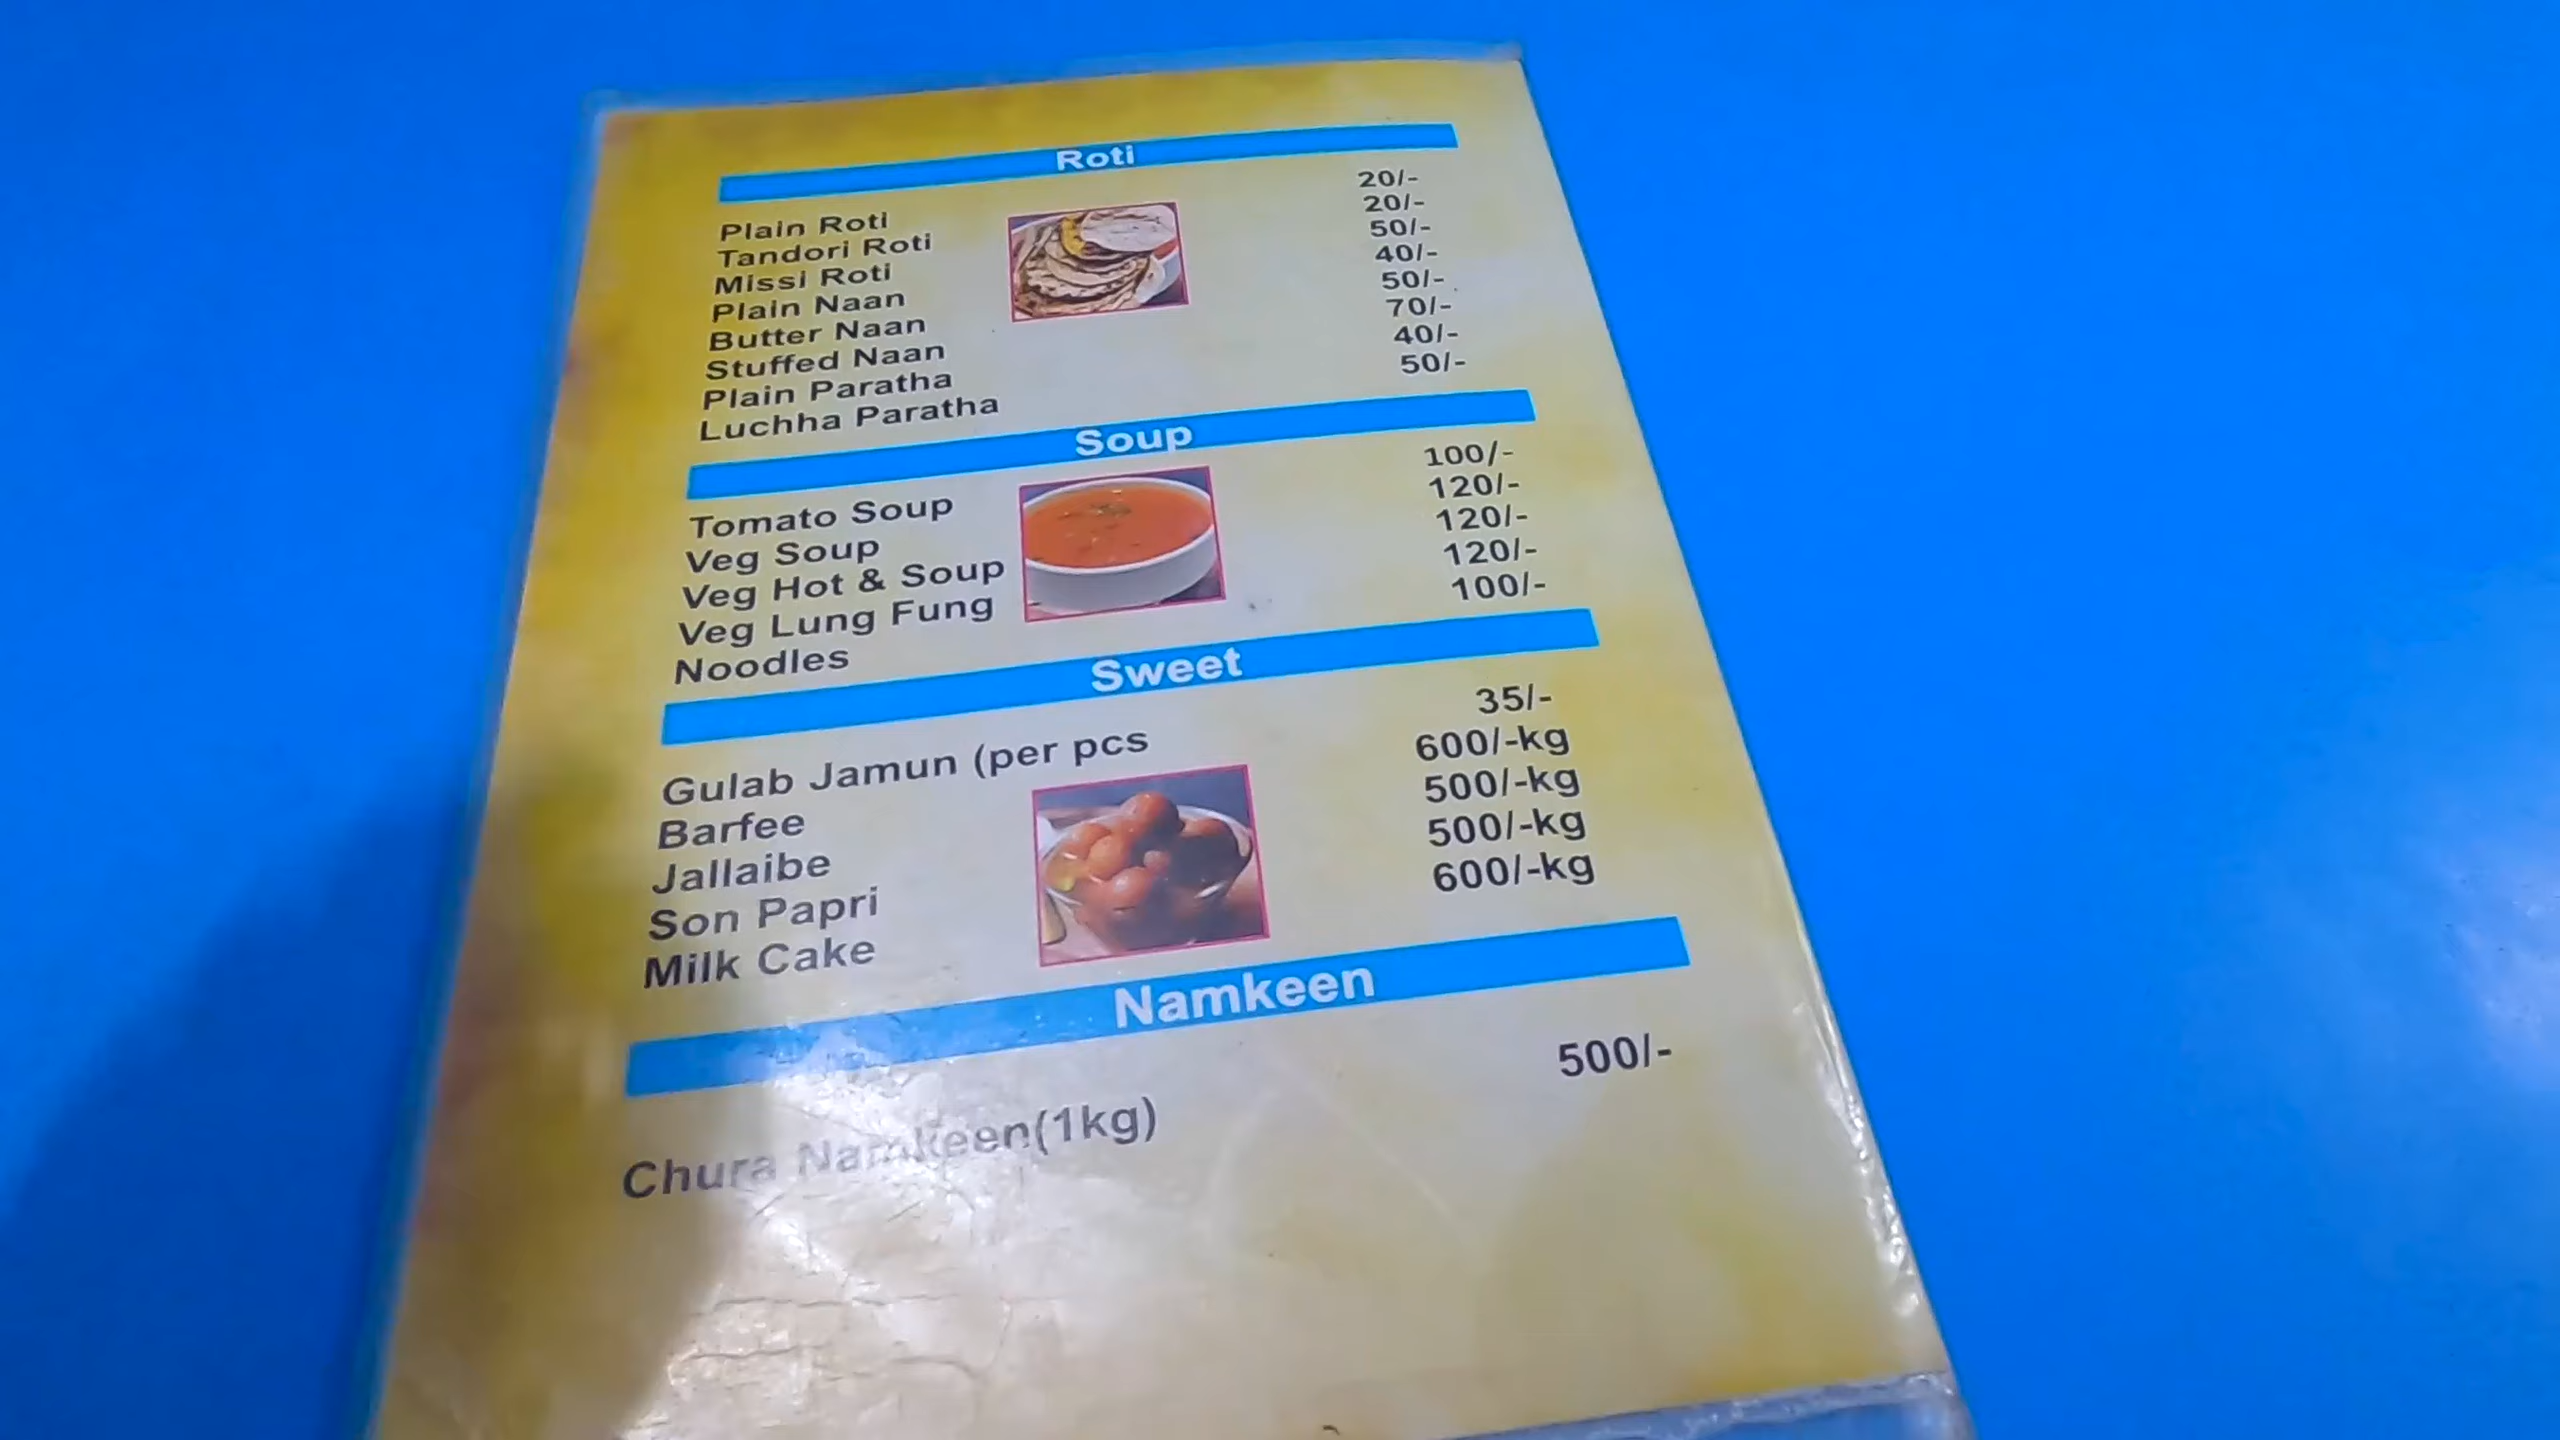 Roti
Plain Roti 20/-
Tandori Roti 20/-
Missi Roti 50/-
Plain Naan 40/-
Butter Naan 50/-
Stuffed Naan 70/-
Plain Paratha 40/-
Luchha Paratha 50/-
Soup
Tomato Soup 100/-
Veg Soup 120/-
Veg Hot & Soup 120/-
Veg Lung Fung 120/-
Noodles 100/-
Sweet
Gulab Jamun (per pcs 35/-
Barfee 600/-kg
Jallaibe 500/-kg
Son Papri 500/-kg
Milk Cake 600/-kg
Namkeen
Chura Namkeen(1kg) 500/-